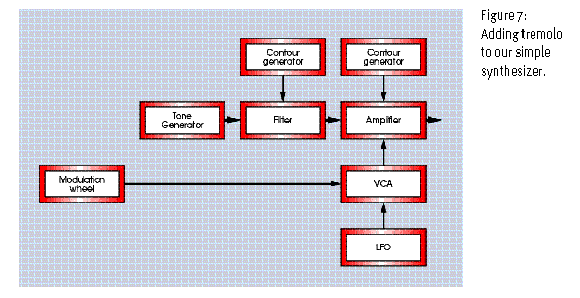 Figure 7:
Adding tremolo
to our simple
synthesizer.
Contour
generator
Contour
generator
Tone
Generator
Filter
Amplifier
Modulation
wheel
VCA
LFO